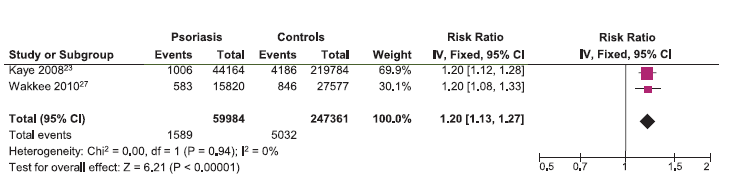 Psoriasis Controls Risk Ratio Risk Ratio
Study or Subgroup Events Total Events Total Weight IV, Fixed, 95% CI IV, Fixed, 95% CI
Kaye 2008²³ 1006 44164 4186 219784 69.9% 1.20 [1.12, 1.28]
Wakkee 2010²⁷ 583 15820 846 27577 30.1% 1.20 [1.08, 1.33]
Total (95% CI) 59984 247361 100.0% 1.20 [1.13, 1.27]
Total events 1589 5032
Heterogeneity: Chi² = 0.00, df = 1 (P = 0.94); I² = 0%
Test for overall effect: Z = 6.21 (P < 0.00001)
0.5 0.7 1 1.5 2